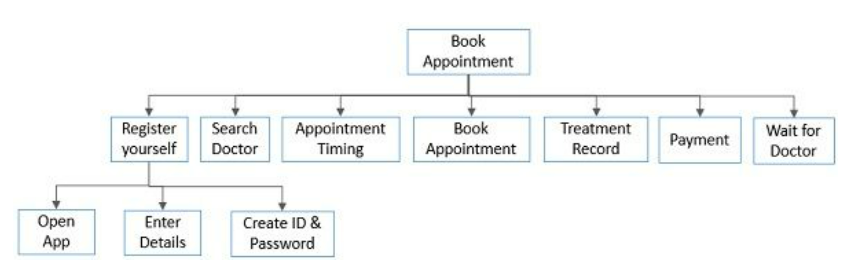 Book
Appointment
Register
yourself
Search
Doctor
Appointment
Timing
Book
Appointment
Treatment
Record
Payment
Wait for
Doctor
Open
App
Enter
Details
Create ID &
Password